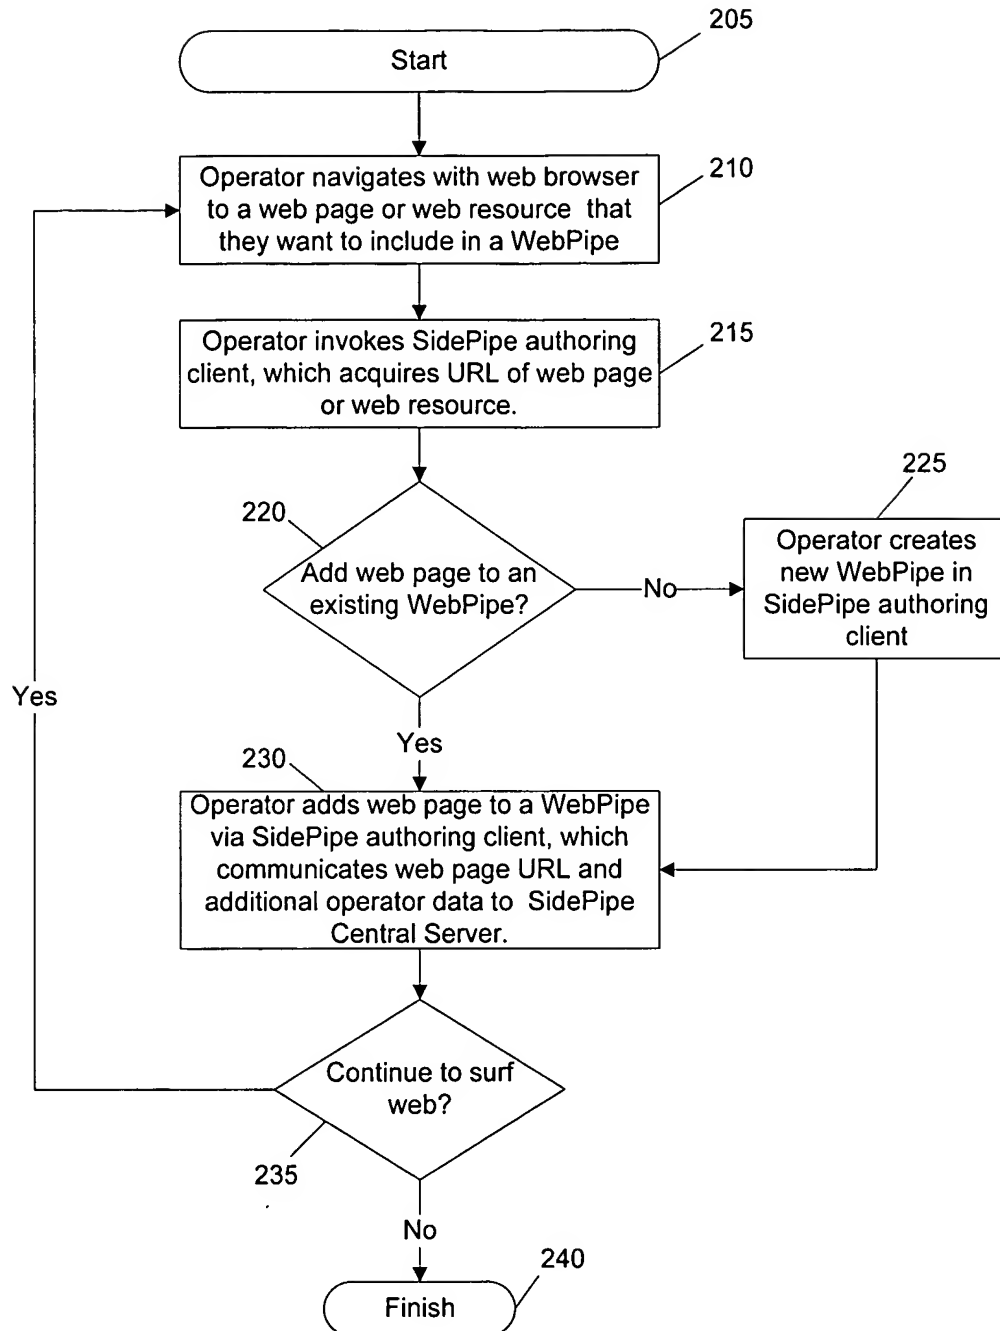 205
Start
210
Operator navigates with web browser
to a web page or web resource that
they want to include in a WebPipe
215
Operator invokes SidePipe authoring
client, which acquires URL of web page
or web resource.
220
Add web page to an
existing WebPipe?
No
225
Operator creates
new WebPipe in
SidePipe authoring
client
Yes
Yes
230
Operator adds web page to a WebPipe
via SidePipe authoring client, which
communicates web page URL and
additional operator data to SidePipe
Central Server.
Continue to surf
web?
235
No
240
Finish